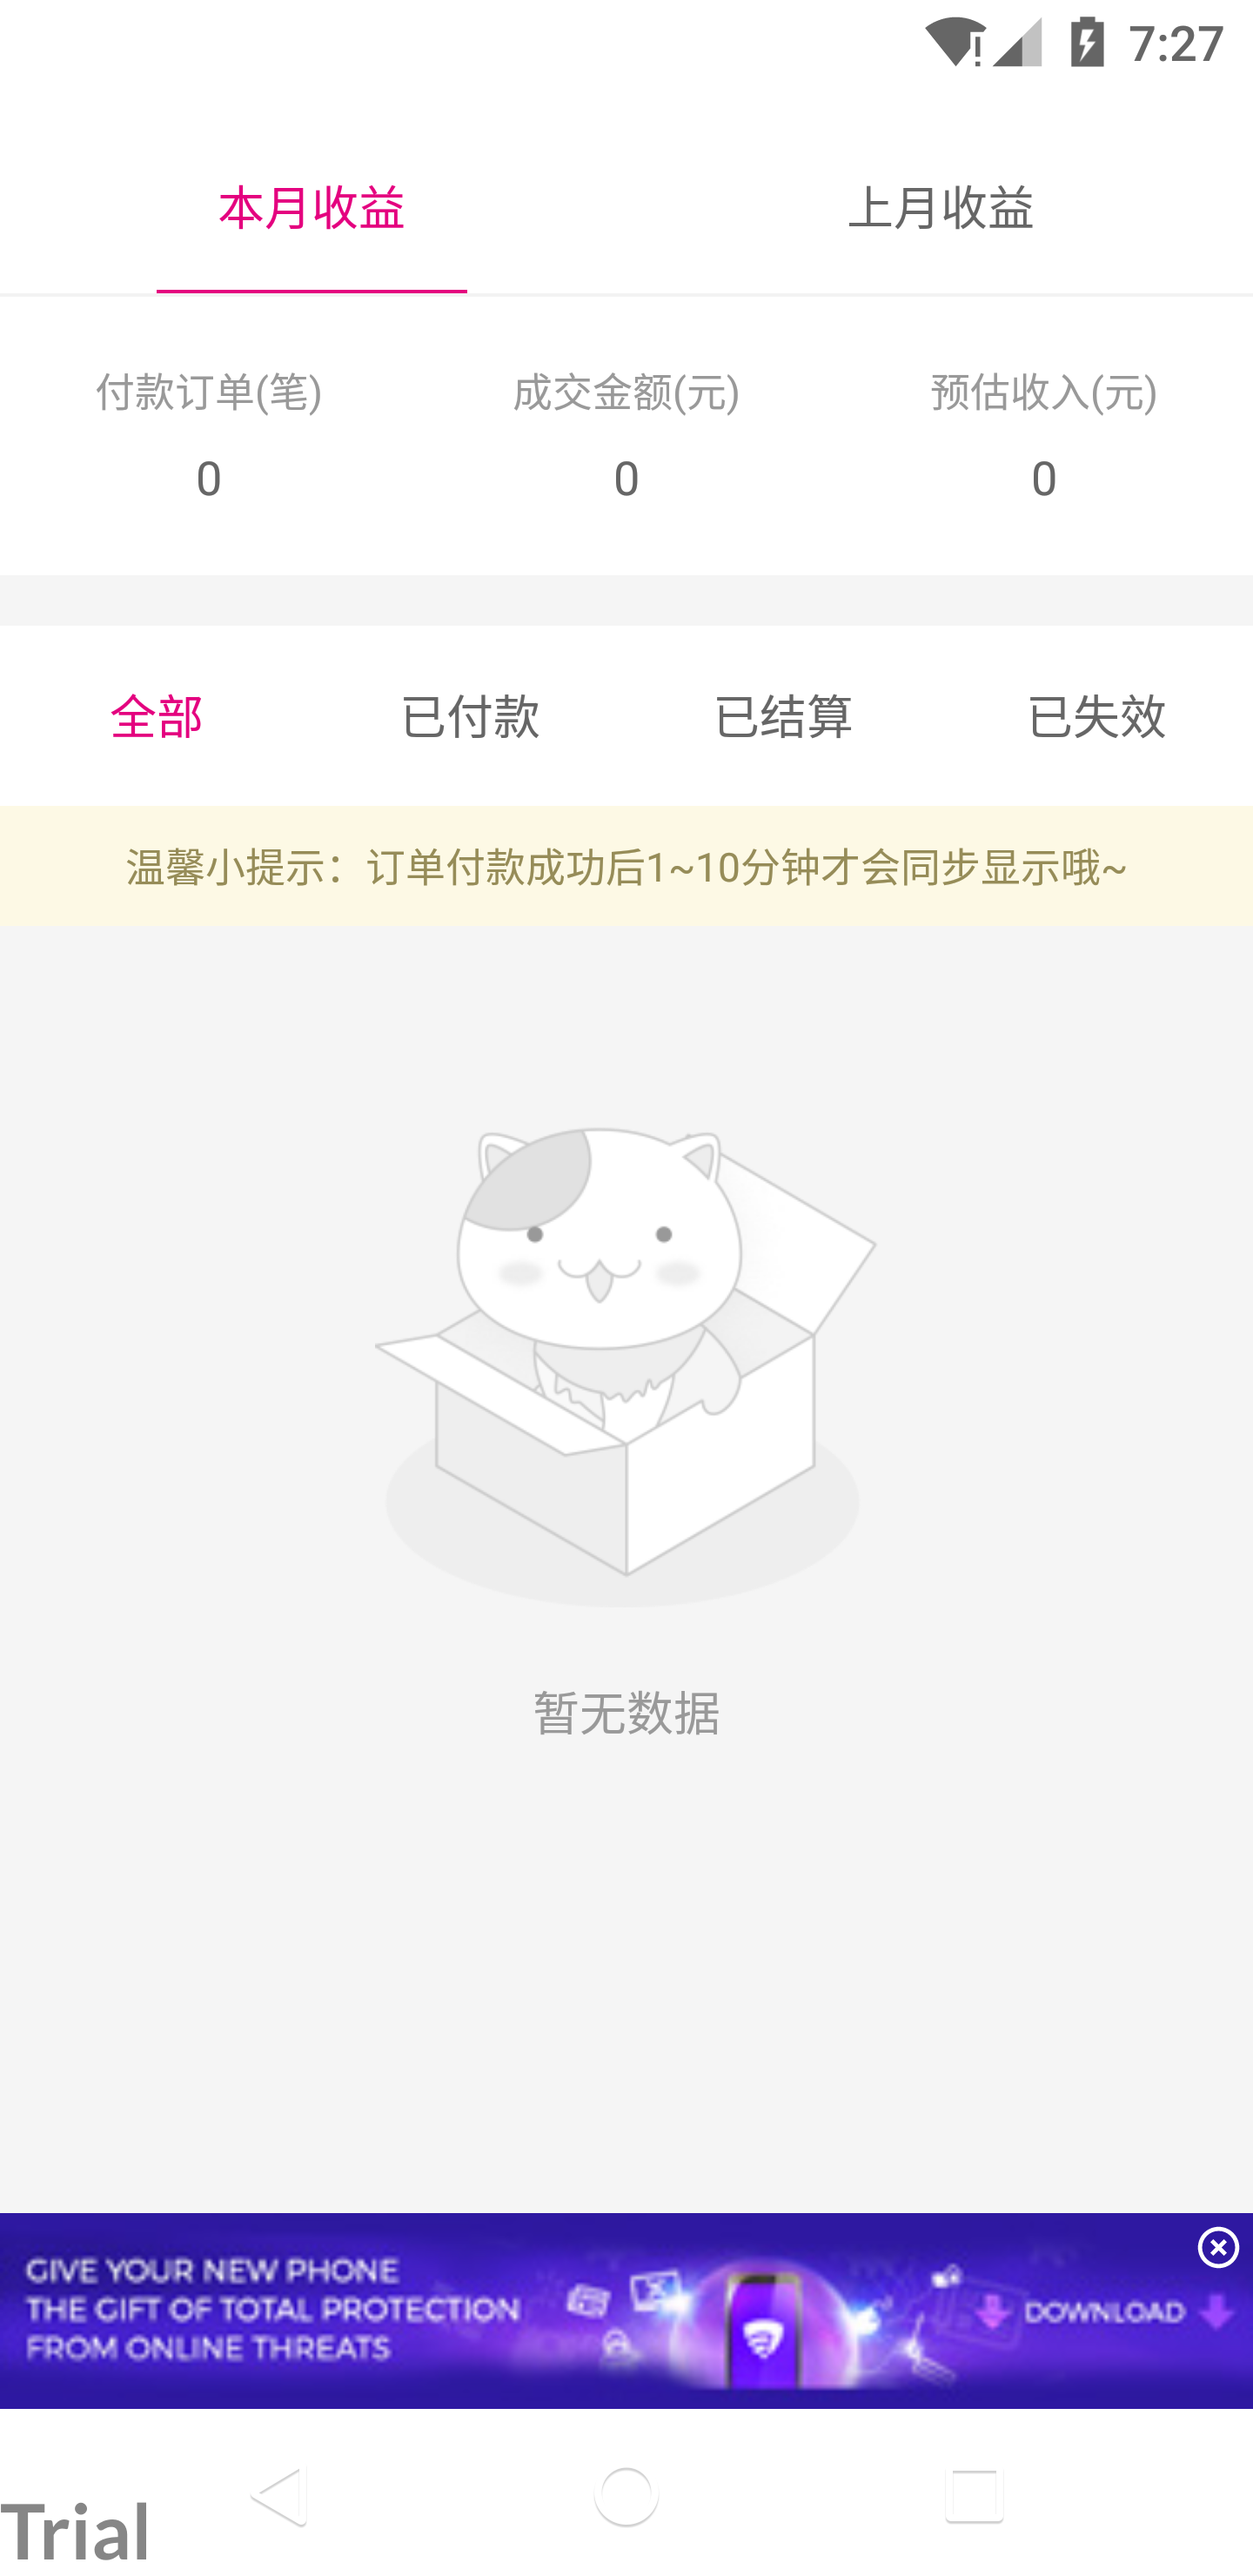 7:27
本月收益
上月收益
付款订单(笔)
成交金额(元)
预估收入(元)
0
0
0
全部
已付款
已结算
已失效
温馨小提示：订单付款成功后1~10分钟才会同步显示哦~
暂无数据
GIVE YOUR NEW PHONE
THE GIFT OF TOTAL PROTECTION
FROM ONLINE THREATS
DOWNLOAD
Trial